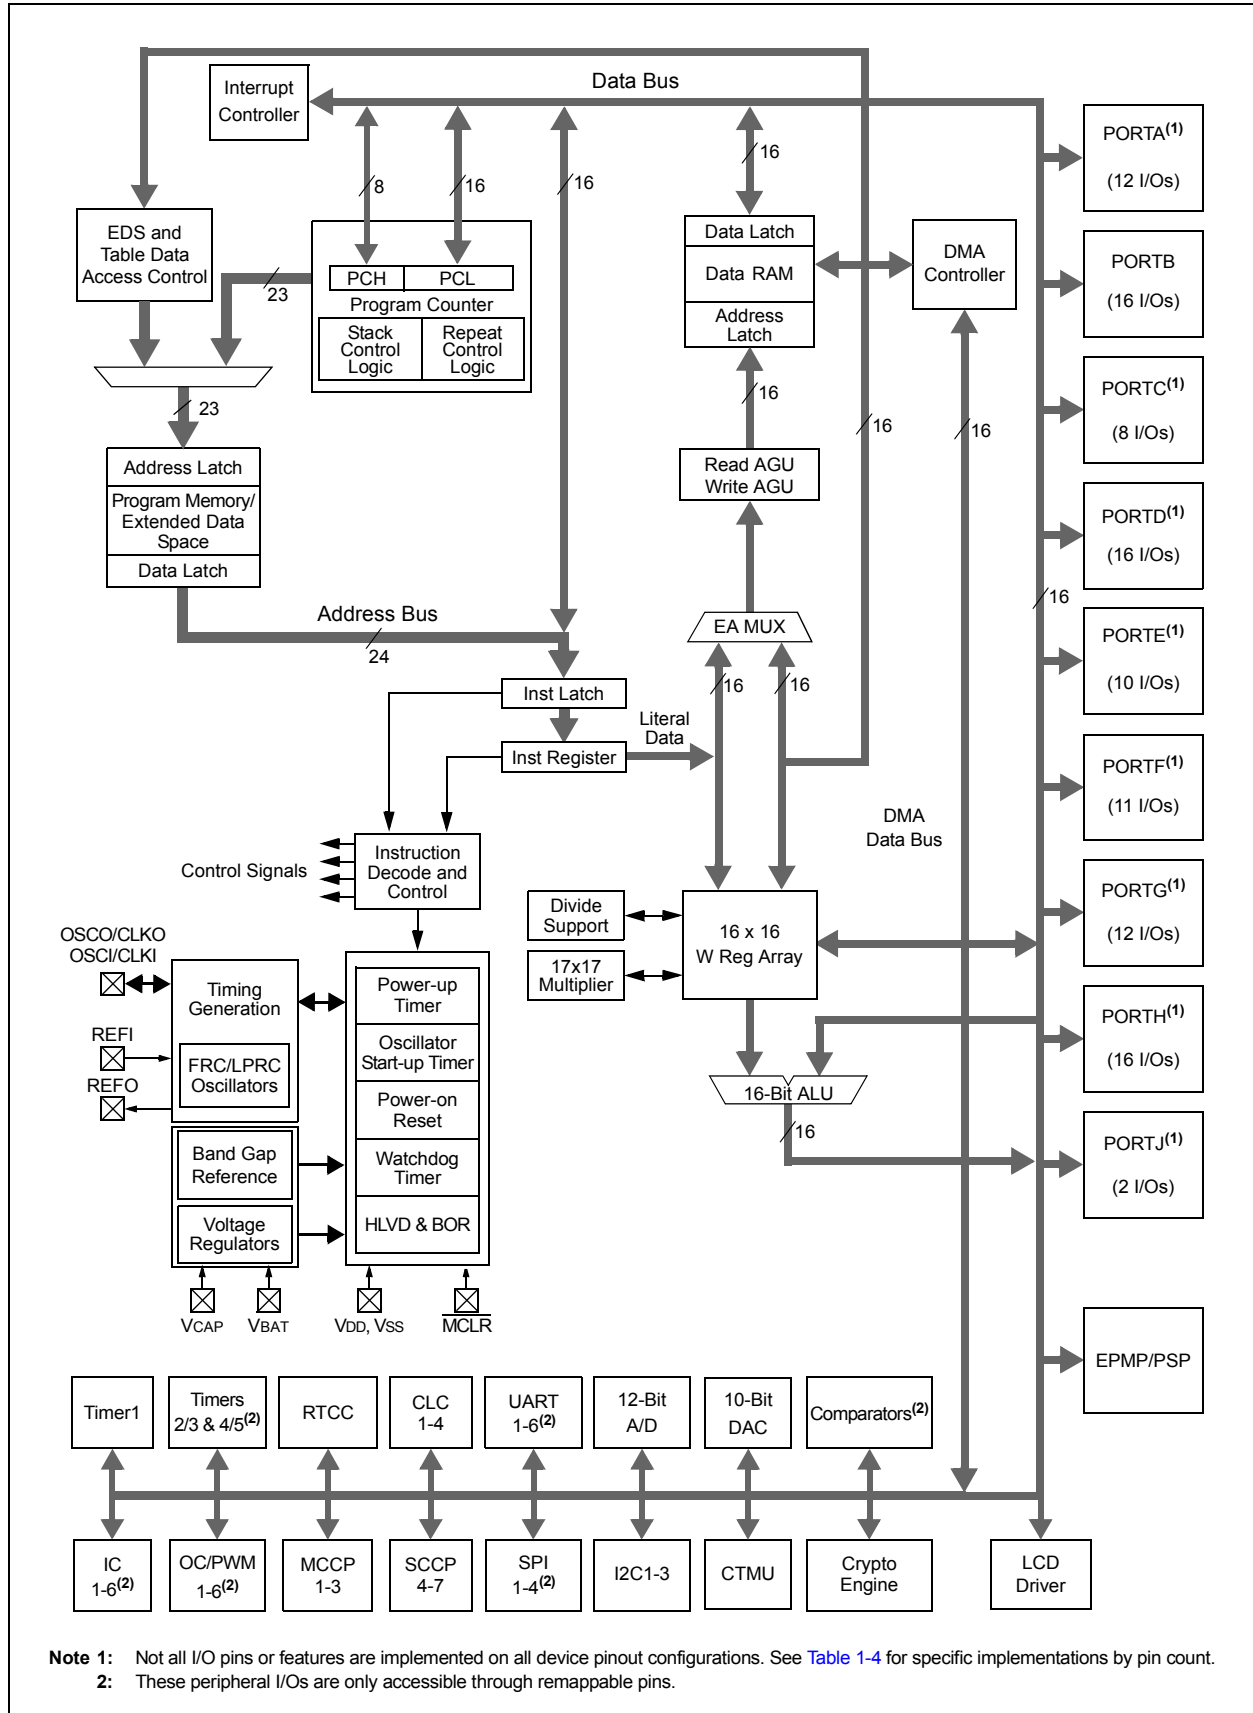 Data Bus
Interrupt
Controller
8
16
16
16
PORTA(1)
(12 I/Os)
EDS and
Table Data
Access Control
PCH
PCL
Program Counter
Stack
Control
Logic
Repeat
Control
Logic
23
23
Data Latch
Data RAM
Address
Latch
DMA
Controller
PORTB
(16 I/Os)
16
16
16
PORTC(1)
(8 I/Os)
Address Latch
Program Memory/
Extended Data
Space
Data Latch
Read AGU
Write AGU
PORTD(1)
(16 I/Os)
16
Address Bus
24
EA MUX
16
16
PORTE(1)
(10 I/Os)
Inst Latch
Inst Register
Literal
Data
PORTF(1)
(11 I/Os)
DMA
Data Bus
Control Signals
Instruction
Decode and
Control
Divide
Support
17x17
Multiplier
16 x 16
W Reg Array
PORTG(1)
(12 I/Os)
OSCO/CLKO
OSCI/CLKI
REFI
REFO
Timing
Generation
FRC/LPRC
Oscillators
Power-up
Timer
Oscillator
Start-up Timer
Power-on
Reset
Watchdog
Timer
HLVD & BOR
Band Gap
Reference
Voltage
Regulators
VCAP
VBAT
VDD, VSS
MCLR
16-Bit ALU
16
PORTH(1)
(16 I/Os)
PORTJ(1)
(2 I/Os)
EPMP/PSP
Timer1
Timers
2/3 & 4/5(2)
RTCC
CLC
1-4
UART
1-6(2)
12-Bit
A/D
10-Bit
DAC
Comparators(2)
IC
1-6(2)
OC/PWM
1-6(2)
MCCP
1-3
SCCP
4-7
SPI
1-4(2)
I2C1-3
CTMU
Crypto
Engine
LCD
Driver
Note 1: Not all I/O pins or features are implemented on all device pinout configurations. See Table 1-4 for specific implementations by pin count.
2: These peripheral I/Os are only accessible through remappable pins.